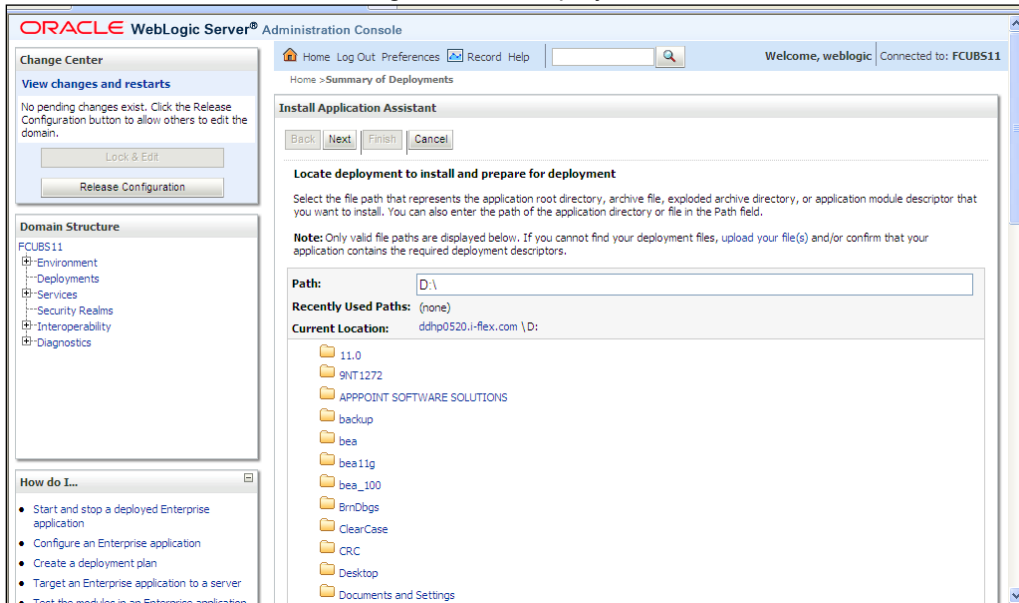 ORACLE WebLogic Server® Administration Console
Change Center
View changes and restarts
No pending changes exist. Click the Release
Configuration button to allow others to edit the
domain.
Lock & Edit
Release Configuration
Domain Structure
FCUBS11
Environment
Deployments
Services
Security Realms
Interoperability
Diagnostics
How do I...
Start and stop a deployed Enterprise
application
Configure an Enterprise application
Create a deployment plan
Target an Enterprise application to a server
Test the modules in an Enterprise application
Home Log Out Preferences Record Help
Welcome, weblogic Connected to: FCUBS11
Home >Summary of Deployments
Install Application Assistant
Back Next Finish Cancel
Locate deployment to install and prepare for deployment
Select the file path that represents the application root directory, archive file, exploded archive directory, or application module descriptor that
you want to install. You can also enter the path of the application directory or file in the Path field.
Note: Only valid file paths are displayed below. If you cannot find your deployment files, upload your file(s) and/or confirm that your
application contains the required deployment descriptors.
Path: D:\
Recently Used Paths: (none)
Current Location: ddhp0520.i-flex.com \D:
11.0
9NT1272
APPPOINT SOFTWARE SOLUTIONS
backup
bea
bea11g
bea_100
BrnDbgs
ClearCase
CRC
Desktop
Documents and Settings